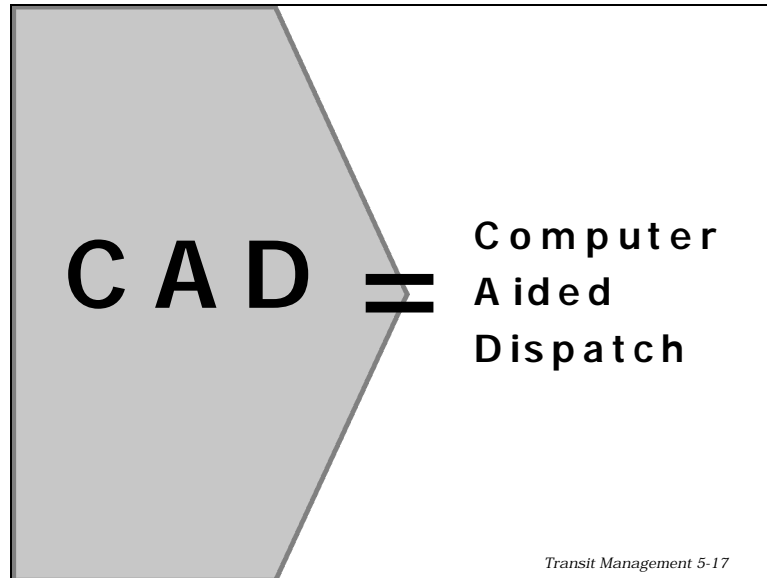 CAD =
Computer
Aided
Dispatch
Transit Management 5-17